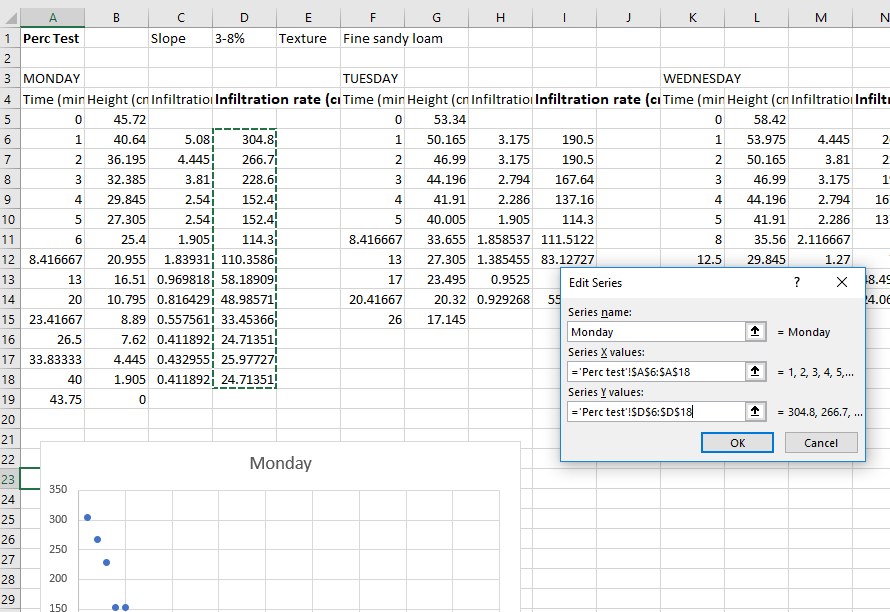 A B C D E F G H I J K L M N
1 Perc Test Slope 3-8% Texture Fine sandy loam
2
3 MONDAY TUESDAY WEDNESDAY
4 Time (min Height (cn Infiltration Infiltration rate (ci Time (min Height (cn Infiltration Infiltration rate (ci Time (min Height (cn Infiltratio Infiltr
5 0 45.72 0 53.34 0 58.42
6 1 40.64 5.08 304.8 1 50.165 3.175 190.5 1 53.975 4.445 2
7 2 36.195 4.445 266.7 2 46.99 3.175 190.5 2 50.165 3.81 2
8 3 32.385 3.81 228.6 3 44.196 2.794 167.64 3 46.99 3.175 1
9 4 29.845 2.54 152.4 4 41.91 2.286 137.16 4 44.196 2.794 16
10 5 27.305 2.54 152.4 5 40.005 1.905 114.3 5 41.91 2.286 13
11 6 25.4 1.905 114.3 8.416667 33.655 1.858537 111.5122 8 35.56 2.116667
12 8.416667 20.955 1.83931 110.3586 13 27.305 1.385455 83.12727 12.5 29.845 1.27
13 13 16.51 0.969818 58.18909 17 23.495 0.9525 8.49
14 20 10.795 0.816429 48.98571 20.41667 20.32 0.929268 55 4.06
15 23.41667 8.89 0.557561 33.45366 26 17.145
16 26.5 7.62 0.411892 24.71351
17 33.83333 4.445 0.432955 25.97727
18 40 1.905 0.411892 24.71351
19 43.75 0
20
21
22
23
24
25
26
27
28
29
Edit Series ? ×
Series name:
Monday = Monday
Series X values:
='Perc test'!$A$6:$A$18 = 1, 2, 3, 4, 5,...
Series Y values:
='Perc test'!$D$6:$D$18 = 304.8, 266.7, ...
OK Cancel
Monday
350
300
250
200
150